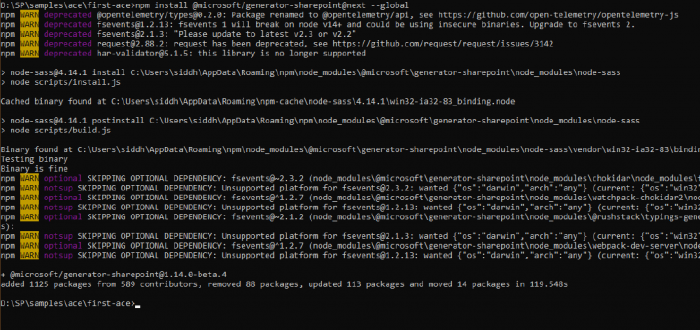 D:\SP\samples\ace\first-ace>npm install @microsoft/generator-sharepoint@next --global
npm WARN deprecated @opentelemetry/types@0.2.0: Package renamed to @opentelemetry/api, see https://github.com/open-telemetry/opentelemetry-js
npm WARN deprecated fsevents@1.2.13: fsevents 1 will break on node v14+ and could be using insecure binaries. Upgrade to fsevents 2.
npm WARN deprecated fsevents@2.1.3: "Please update to latest v2.3 or v2.2"
npm WARN deprecated request@2.88.2: request has been deprecated, see https://github.com/request/request/issues/3142
npm WARN deprecated har-validator@5.1.5: this library is no longer supported
> node-sass@4.14.1 install C:\Users\siddh\AppData\Roaming\npm\node_modules\@microsoft\generator-sharepoint\node_modules\node-sass
> node scripts/install.js
Cached binary found at C:\Users\siddh\AppData\Roaming\npm-cache\node-sass\4.14.1\win32-ia32-83_binding.node
> node-sass@4.14.1 postinstall C:\Users\siddh\AppData\Roaming\npm\node_modules\@microsoft\generator-sharepoint\node_modules\node-sass
> node scripts/build.js
Binary found at C:\Users\siddh\AppData\Roaming\npm\node_modules\@microsoft\generator-sharepoint\node_modules\node-sass\vendor\win32-ia32-83\bindin
Testing binary
Binary is fine
npm WARN optional SKIPPING OPTIONAL DEPENDENCY: fsevents@~2.3.2 (node_modules\@microsoft\generator-sharepoint\node_modules\chokidar\node_modules\f
npm WARN notsup SKIPPING OPTIONAL DEPENDENCY: Unsupported platform for fsevents@2.3.2: wanted {"os":"darwin","arch":"any"} (current: {"os":"win32"
npm WARN optional SKIPPING OPTIONAL DEPENDENCY: fsevents@^1.2.7 (node_modules\@microsoft\generator-sharepoint\node_modules\watchpack-chokidar2\nod
npm WARN notsup SKIPPING OPTIONAL DEPENDENCY: Unsupported platform for fsevents@1.2.13: wanted {"os":"darwin","arch":"any"} (current: {"os":"win32
npm WARN optional SKIPPING OPTIONAL DEPENDENCY: fsevents@~2.1.2 (node_modules\@microsoft\generator-sharepoint\node_modules\@rushstack\typings-gene
s):
npm WARN notsup SKIPPING OPTIONAL DEPENDENCY: Unsupported platform for fsevents@2.1.3: wanted {"os":"darwin","arch":"any"} (current: {"os":"win32"
npm WARN optional SKIPPING OPTIONAL DEPENDENCY: fsevents@^1.2.7 (node_modules\@microsoft\generator-sharepoint\node_modules\webpack-dev-server\node
npm WARN notsup SKIPPING OPTIONAL DEPENDENCY: Unsupported platform for fsevents@1.2.13: wanted {"os":"darwin","arch":"any"} (current: {"os":"win32
+ @microsoft/generator-sharepoint@1.14.0-beta.4
added 1125 packages from 589 contributors, removed 88 packages, updated 113 packages and moved 14 packages in 119.548s
D:\SP\samples\ace\first-ace>